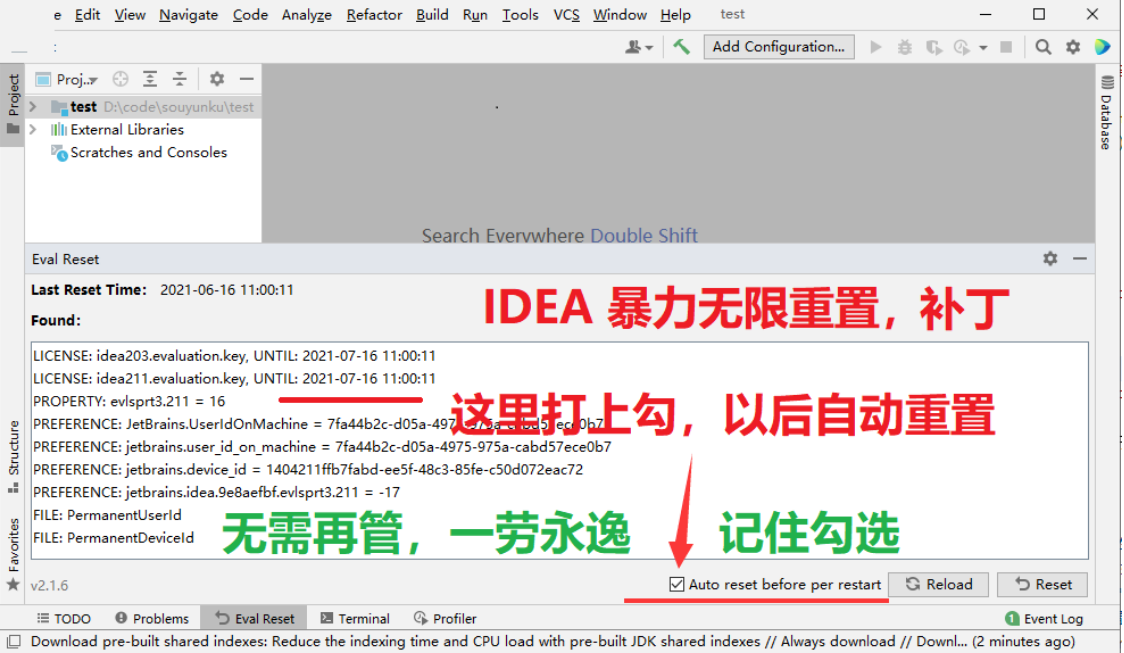 e Edit View Navigate Code Analyze Refactor Build Run Tools VCS Window Help test
Add Configuration...
Project
Proj..
test D:\code\souyunku\test
External Libraries
Scratches and Consoles
Database
Search Everywhere Double Shift
Eval Reset
Last Reset Time: 2021-06-16 11:00:11
IDEA 暴力无限重置，补丁
Found:
LICENSE: idea203.evaluation.key, UNTIL: 2021-07-16 11:00:11
LICENSE: idea211.evaluation.key, UNTIL: 2021-07-16 11:00:11
PROPERTY: evlsprt3.211 = 16
这里打上勾，以后自动重置
PREFERENCE: JetBrains.UserIdOnMachine = 7fa44b2c-d05a-4975-975a-cabd57ece0b7
PREFERENCE: jetbrains.user_id_on_machine = 7fa44b2c-d05a-4975-975a-cabd57ece0b7
PREFERENCE: jetbrains.device_id = 1404211ffb7fabd-ee5f-48c3-85fe-c50d072eac72
PREFERENCE: jetbrains.idea.9e8aefbf.evlsprt3.211 = -17
FILE: PermanentUserId
FILE: PermanentDeviceId
无需再管，一劳永逸 记住勾选
Structure
Favorites
v2.1.6
Auto reset before per restart
Reload
Reset
TODO Problems Eval Reset Terminal Profiler
1 Event Log
Download pre-built shared indexes: Reduce the indexing time and CPU load with pre-built JDK shared indexes // Always download // Downl... (2 minutes ago)